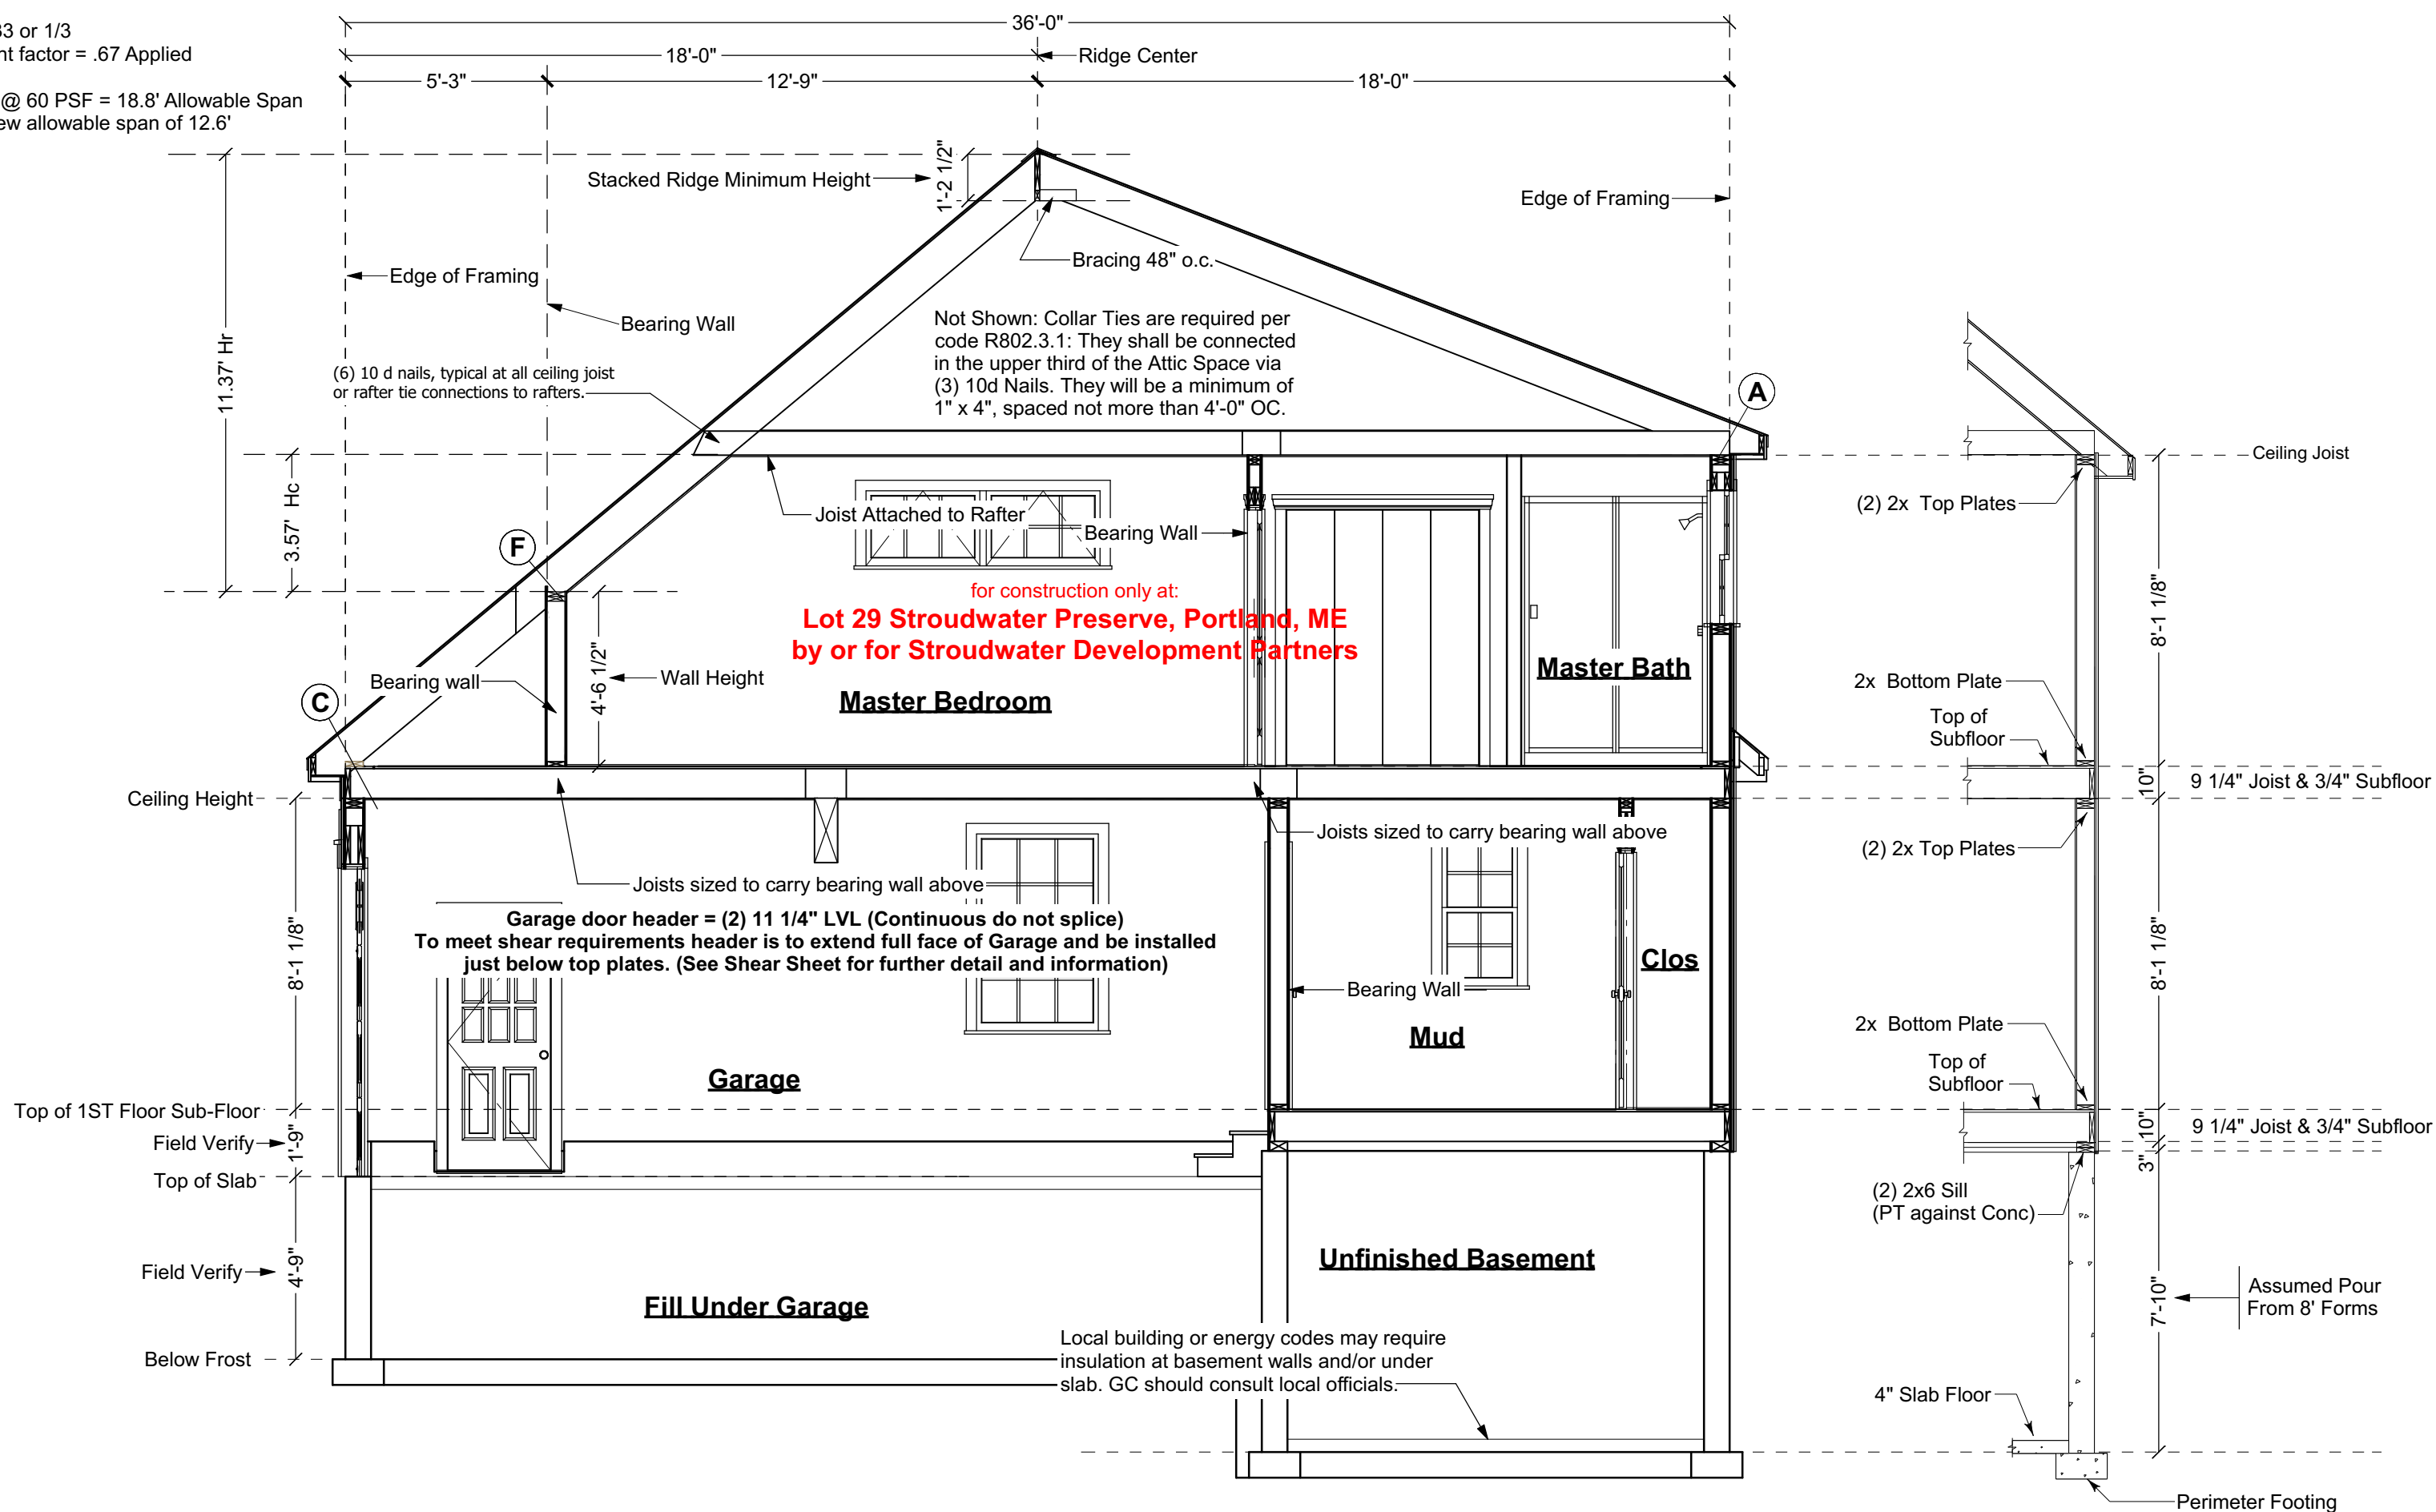 33 or 1/3
nt factor = .67 Applied
@ 60 PSF = 18.8' Allowable Span
ew allowable span of 12.6'
36'-0"
18'-0"
Ridge Center
5'-3"
12'-9"
18'-0"
Stacked Ridge Minimum Height
1'-2 1/2"
Edge of Framing
Bracing 48" o.c.
Edge of Framing
Bearing Wall
11.37' Hr
Not Shown: Collar Ties are required per
code R802.3.1: They shall be connected
in the upper third of the Attic Space via
(3) 10d Nails. They will be a minimum of
1" x 4", spaced not more than 4'-0" OC.
(6) 10 d nails, typical at all ceiling joist
or rafter tie connections to rafters.
A
Ceiling Joist
3.57' Hc
(2) 2x Top Plates
Joist Attached to Rafter
Bearing Wall
F
for construction only at:
Lot 29 Stroudwater Preserve, Portland, ME
by or for Stroudwater Development Partners
8'-1 1/8"
Bearing wall
4'-6 1/2"
Wall Height
Master Bedroom
Master Bath
C
2x Bottom Plate
Top of
Subfloor
10"
9 1/4" Joist & 3/4" Subfloor
Ceiling Height
Joists sized to carry bearing wall above
(2) 2x Top Plates
Joists sized to carry bearing wall above
Garage door header = (2) 11 1/4" LVL (Continuous do not splice)
To meet shear requirements header is to extend full face of Garage and be installed
just below top plates. (See Shear Sheet for further detail and information)
8'-1 1/8"
8'-1 1/8"
Clos
Bearing Wall
Mud
2x Bottom Plate
Garage
Top of
Subfloor
Top of 1ST Floor Sub-Floor
Field Verify
1'-9"
10"
9 1/4" Joist & 3/4" Subfloor
3"
Top of Slab
(2) 2x6 Sill
(PT against Conc)
Unfinished Basement
Field Verify
4'-9"
7'-10"
Assumed Pour
From 8' Forms
Fill Under Garage
Below Frost
Local building or energy codes may require
insulation at basement walls and/or under
slab. GC should consult local officials.
4" Slab Floor
Perimeter Footing